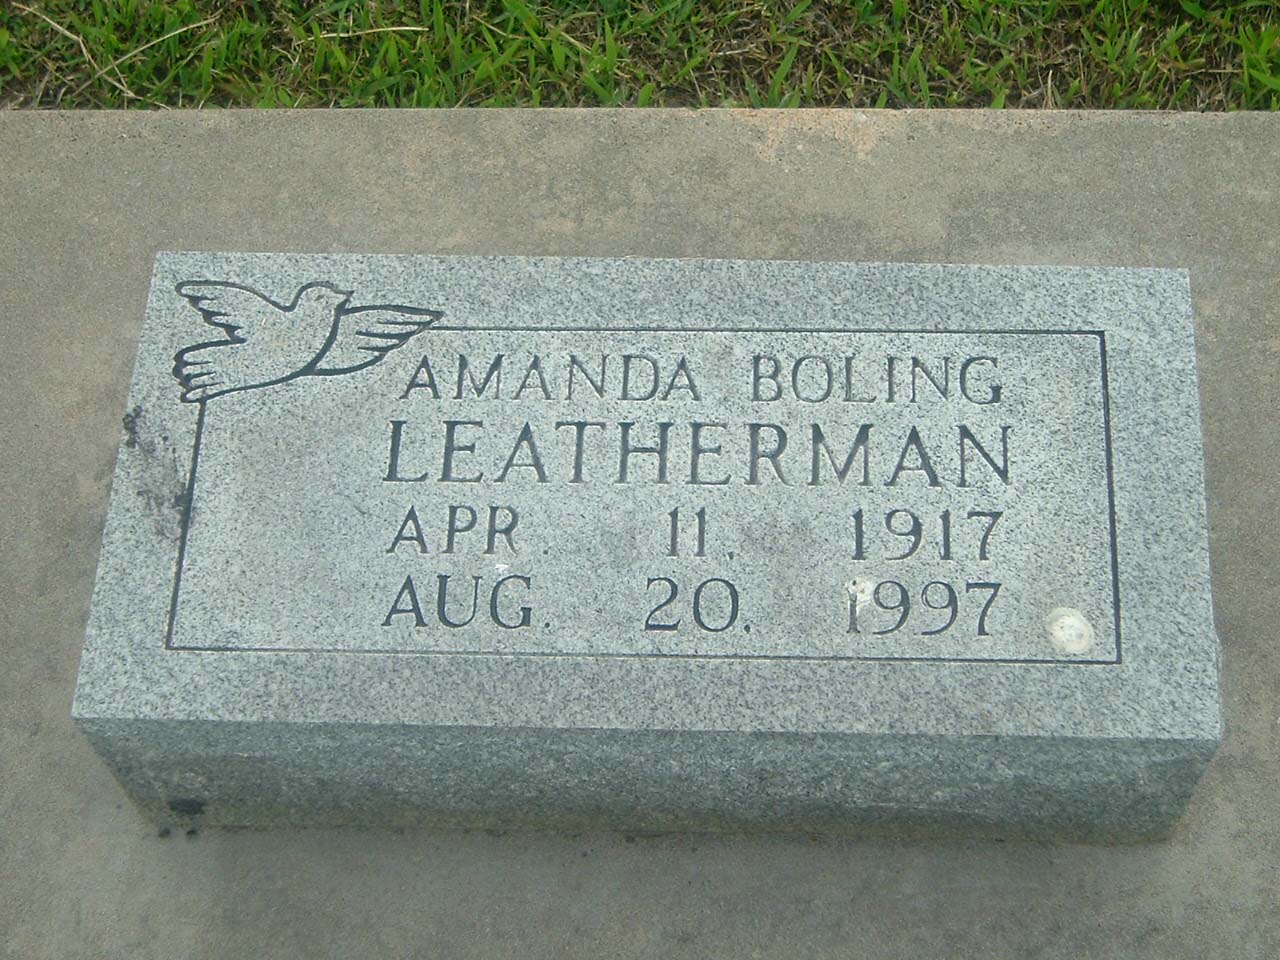 AMANDA BOLING
LEATHERMAN
APR. 11, 1917
AUG. 20, 1997